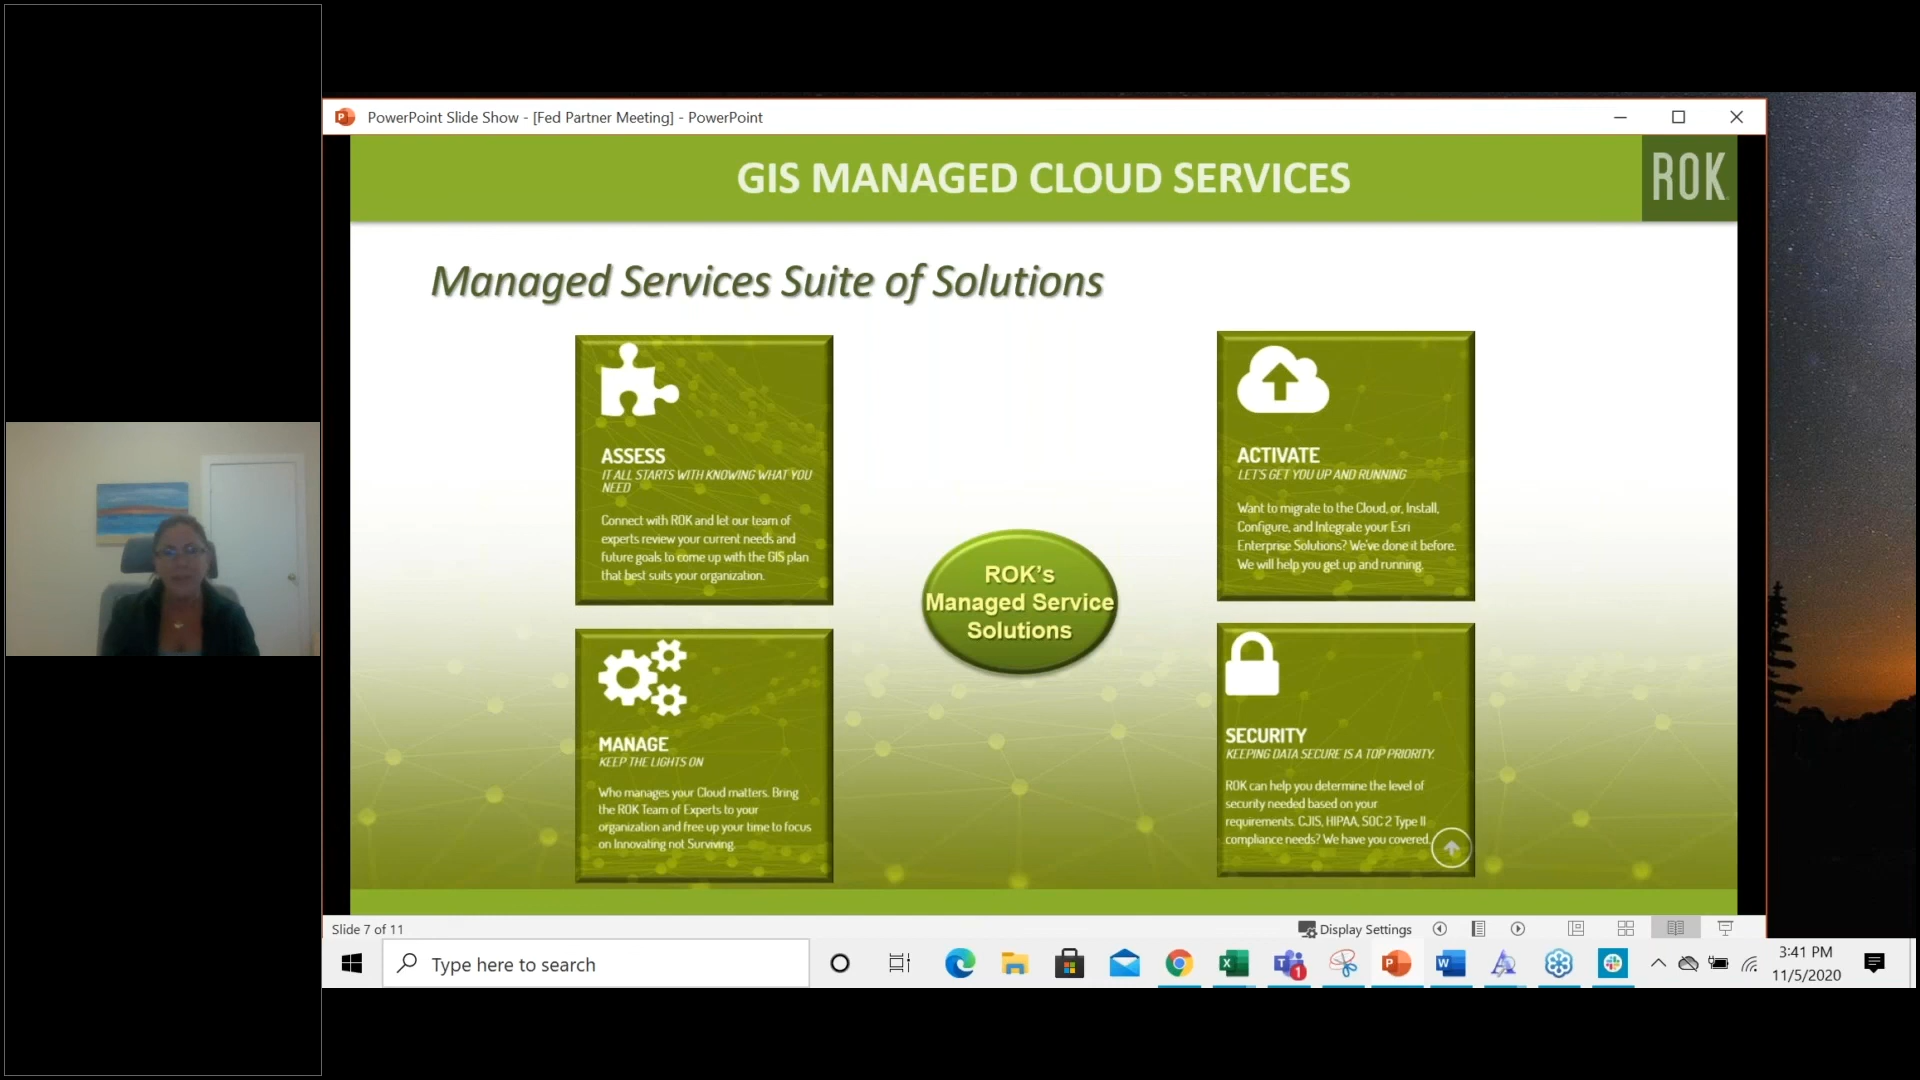 PowerPoint Slide Show - [Fed Partner Meeting] - PowerPoint
GIS MANAGED CLOUD SERVICES
ROK
Managed Services Suite of Solutions
ASSESS
IT ALL STARTS WITH KNOWING WHAT YOU
NEED
Connect with ROK and let our team of
experts review your current needs and
future goals to come up with the GIS plan
that best suits your organization.
ACTIVATE
LET'S GET YOU UP AND RUNNING
Want to migrate to the Cloud, or, Install,
Configure, and Integrate your Esri
Enterprise Solutions? We've done it before.
We will help you get up and running.
ROK's
Managed Service
Solutions
MANAGE
KEEP THE LIGHTS ON
Who manages your Cloud matters. Bring
the ROK Team of Experts to your
organization and free up your time to focus
on Innovating not Surviving.
SECURITY
KEEPING DATA SECURE IS A TOP PRIORITY.
ROK can help you determine the level of
security needed based on your
requirements. CJIS, HIPAA, SOC 2 Type II
compliance needs? We have you covered.
Slide 7 of 11
Display Settings
Type here to search
1
3:41 PM
11/5/2020